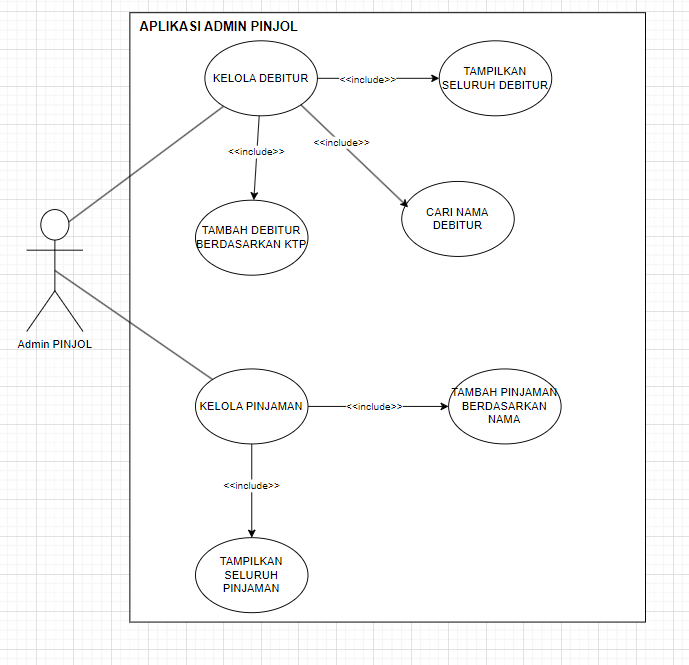 APLIKASI ADMIN PINJOL
KELOLA DEBITUR
<<include>>
TAMPILKAN
SELURUH DEBITUR
<<include>>
<<include>>
TAMBAH DEBITUR
BERDASARKAN KTP
CARI NAMA
DEBITUR
Admin PINJOL
KELOLA PINJAMAN
<<include>>
TAMBAH PINJAMAN
BERDASARKAN
NAMA
<<include>>
TAMPILKAN
SELURUH
PINJAMAN